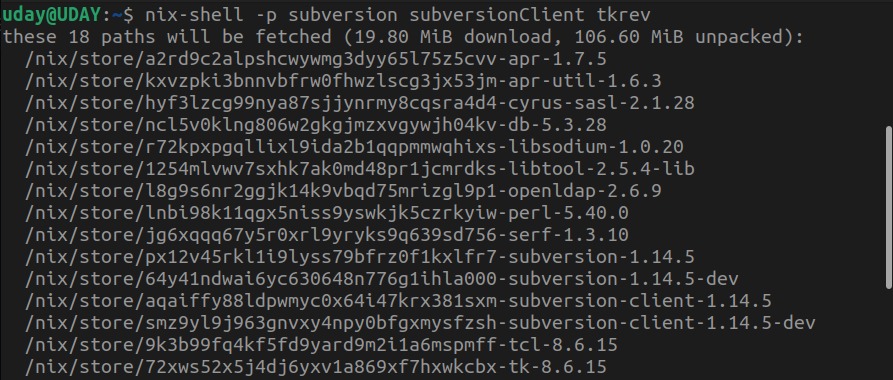 uday@UDAY:~$ nix-shell -p subversion subversionClient tkrev
these 18 paths will be fetched (19.80 MiB download, 106.60 MiB unpacked):
/nix/store/a2rd9c2alpshcwywmg3dyy65l75z5cvv-apr-1.7.5
/nix/store/kxvzpki3bnnvbfrw0fhwzlscg3jx53jm-apr-util-1.6.3
/nix/store/hyf3lzcg99nya87sjjynrmy8cqsra4d4-cyrus-sasl-2.1.28
/nix/store/ncl5v0klng806w2gkgjmzxvgywjh04kv-db-5.3.28
/nix/store/r72kpxpgqllixl9ida2b1qqpmmwqhixs-libsodium-1.0.20
/nix/store/1254mlvwv7sxhk7ak0md48pr1jcmrdks-libtool-2.5.4-lib
/nix/store/l8g9s6nr2ggjk14k9vbqd75mrizgl9p1-openldap-2.6.9
/nix/store/lnbi98k11qgx5niss9yswkjk5czrkyiw-perl-5.40.0
/nix/store/jg6xqqq67y5r0xrl9yryks9q639sd756-serf-1.3.10
/nix/store/px12v45rkl1i9lyss79bfrz0f1kxlfr7-subversion-1.14.5
/nix/store/64y41ndwai6yc630648n776g1ihla000-subversion-1.14.5-dev
/nix/store/aqaiffy88ldpwmyc0x64i47krx381sxm-subversion-client-1.14.5
/nix/store/smz9yl9j963gnvxy4npy0bfgxmysfzsh-subversion-client-1.14.5-dev
/nix/store/9k3b99fq4kf5fd9yard9m2i1a6mspmff-tcl-8.6.15
/nix/store/72xws52x5j4dj6yxv1a869xf7hxwkcbx-tk-8.6.15